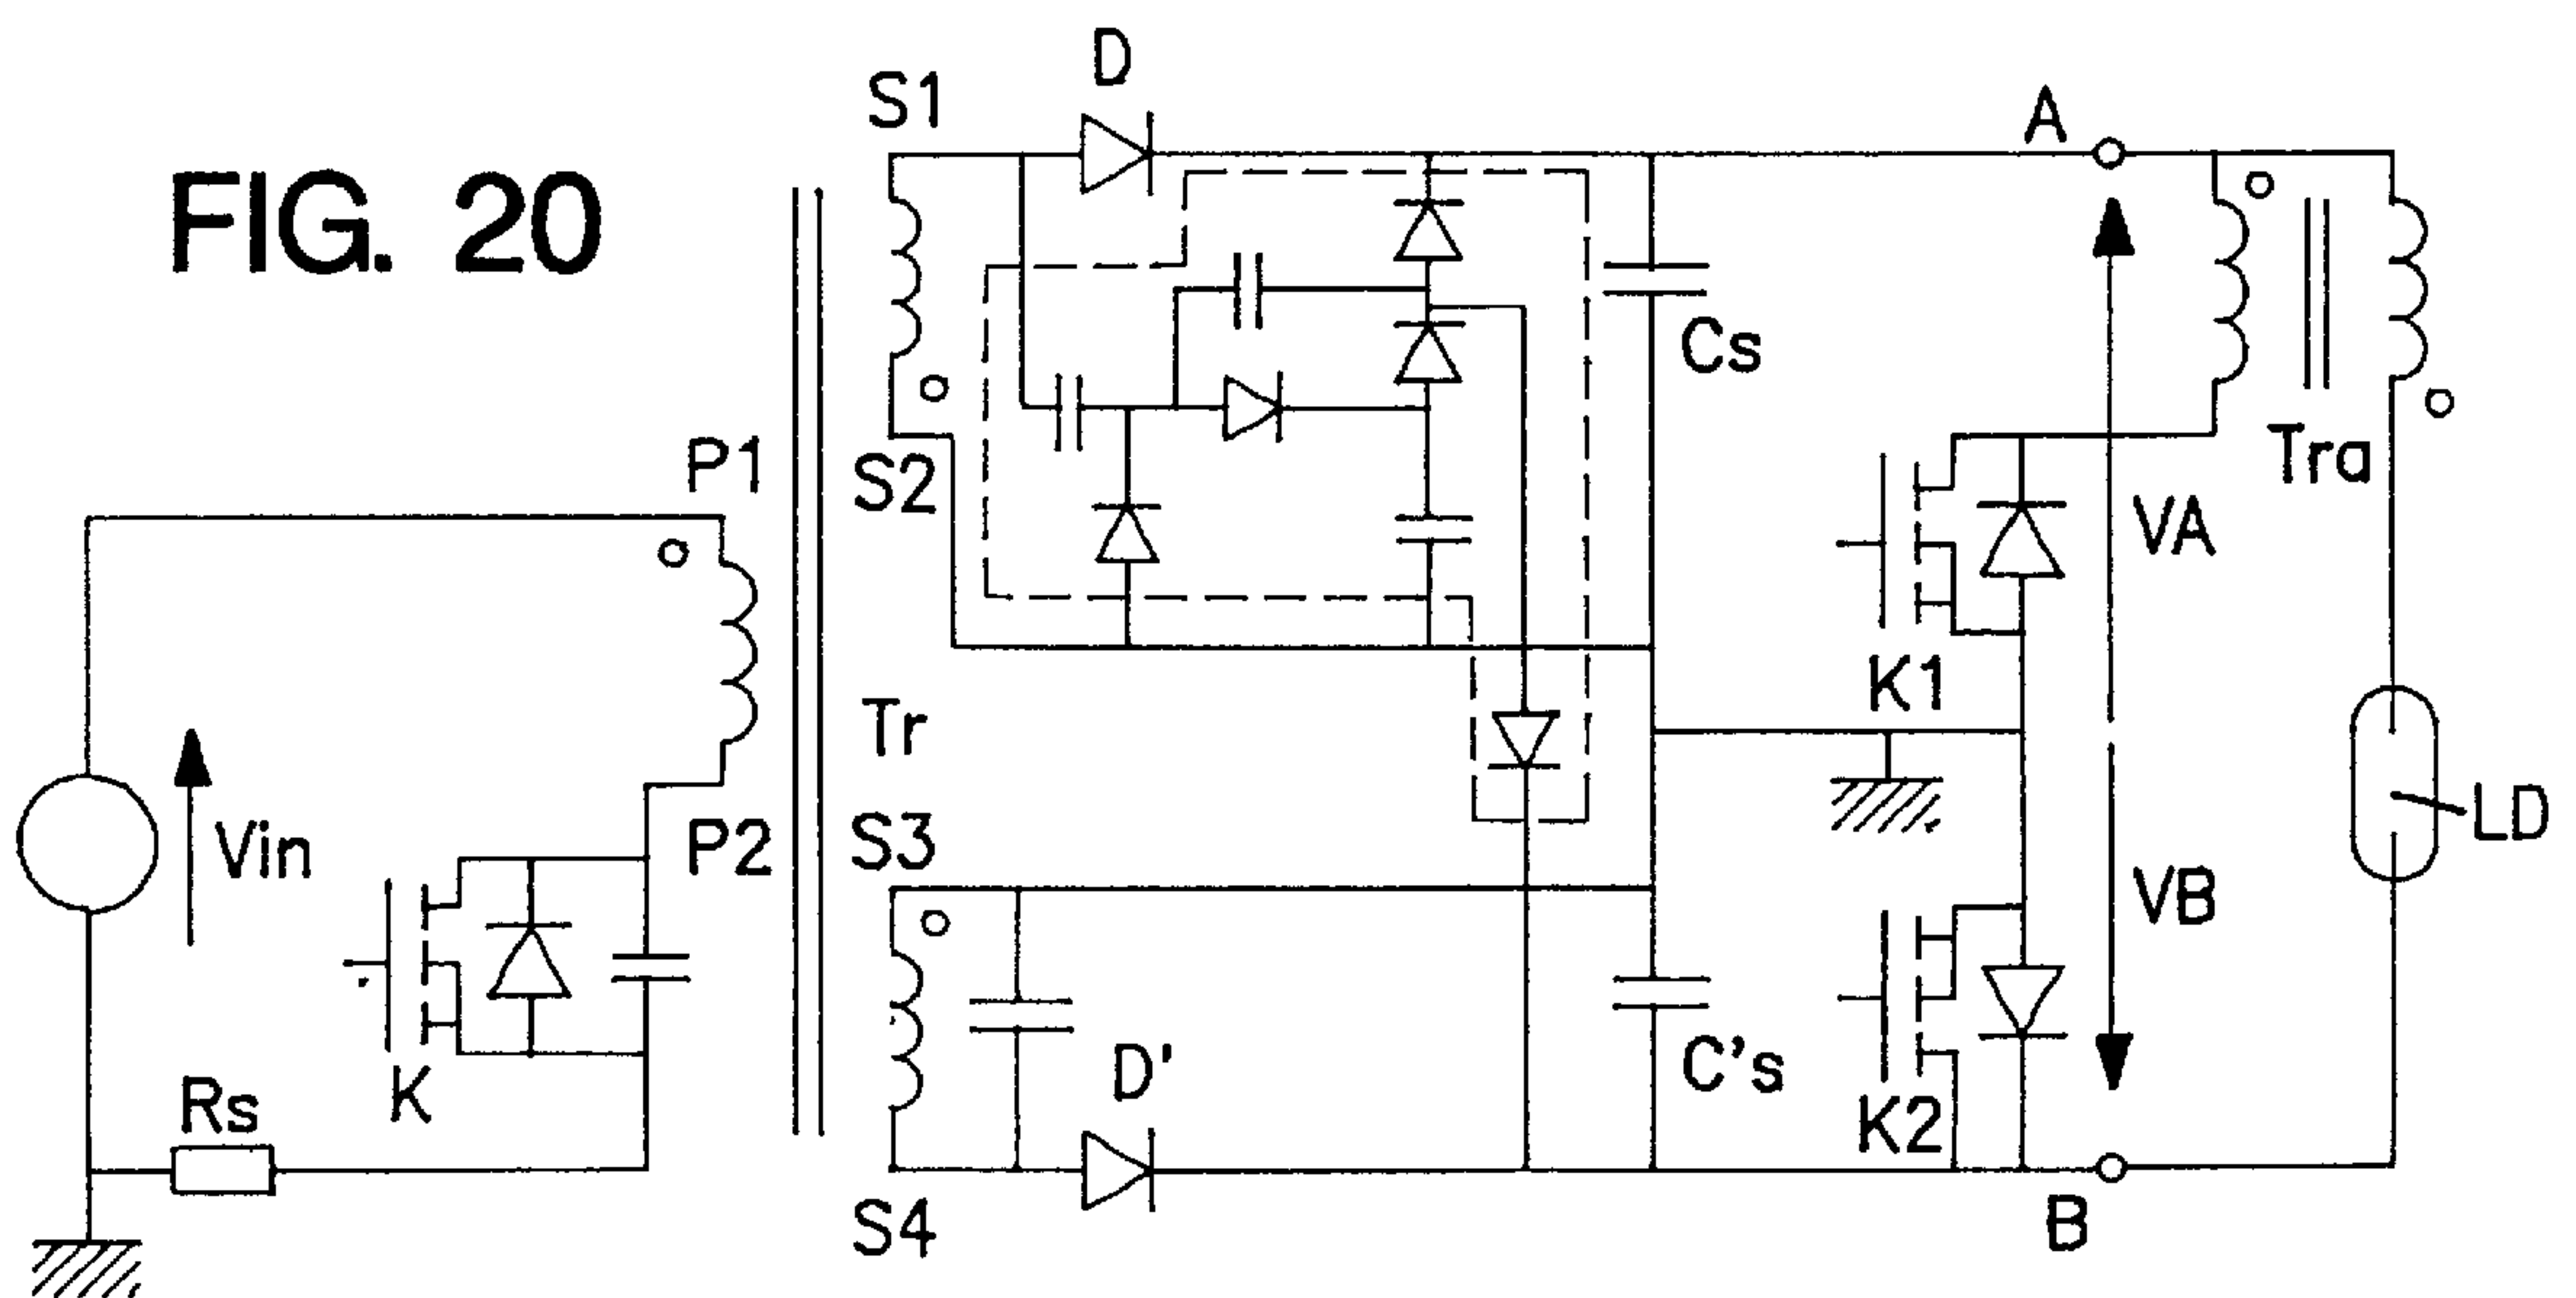 FIG. 20
D
S1
A
Cs
Tra
P1
S2
VA
K1
Tr
Vin
P2
S3
LD
VB
D'
C's
K
Rs
K2
S4
B